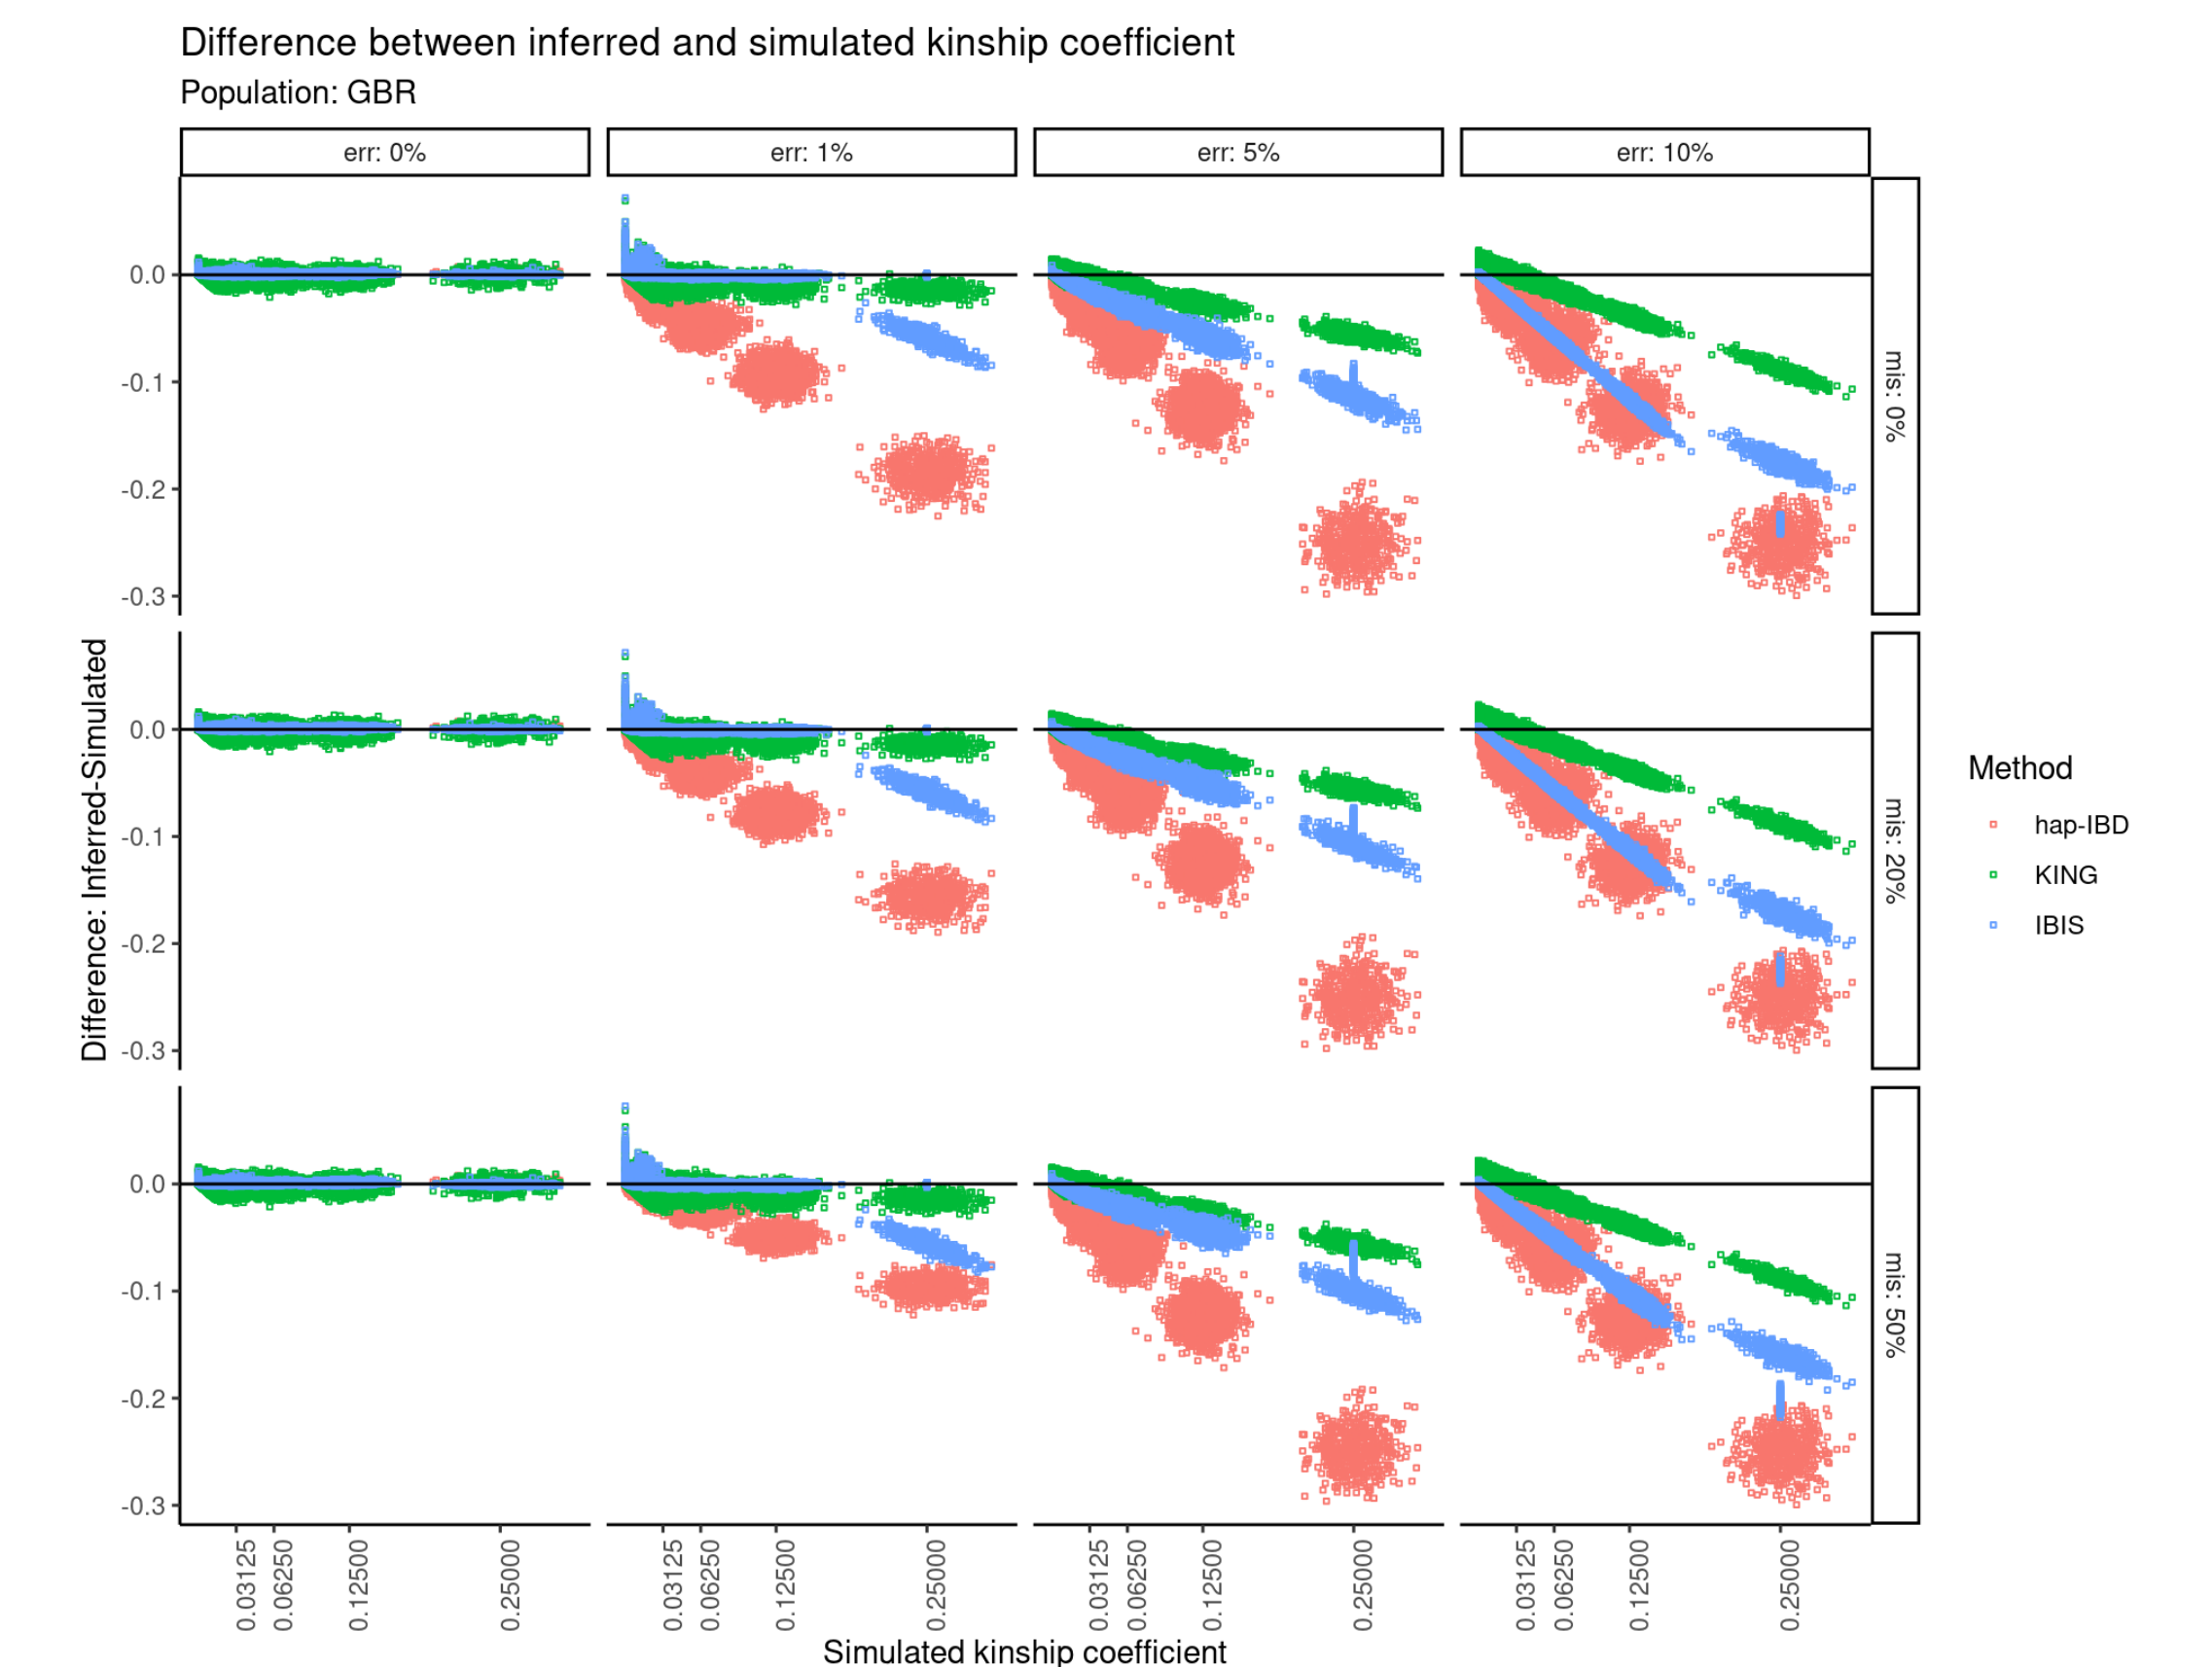 Difference between inferred and simulated kinship coefficient
Population: GBR
err: 0%
err: 1%
err: 5%
err: 10%
0.0
-0.1
-0.2
-0.3
mis: 0%
0.0
-0.1
-0.2
-0.3
mis: 20%
0.0
-0.1
-0.2
-0.3
mis: 50%
Difference: Inferred-Simulated
0.03125
0.06250
0.12500
0.25000
0.03125
0.06250
0.12500
0.25000
0.03125
0.06250
0.12500
0.25000
0.03125
0.06250
0.12500
0.25000
Simulated kinship coefficient
Method
hap-IBD
KING
IBIS